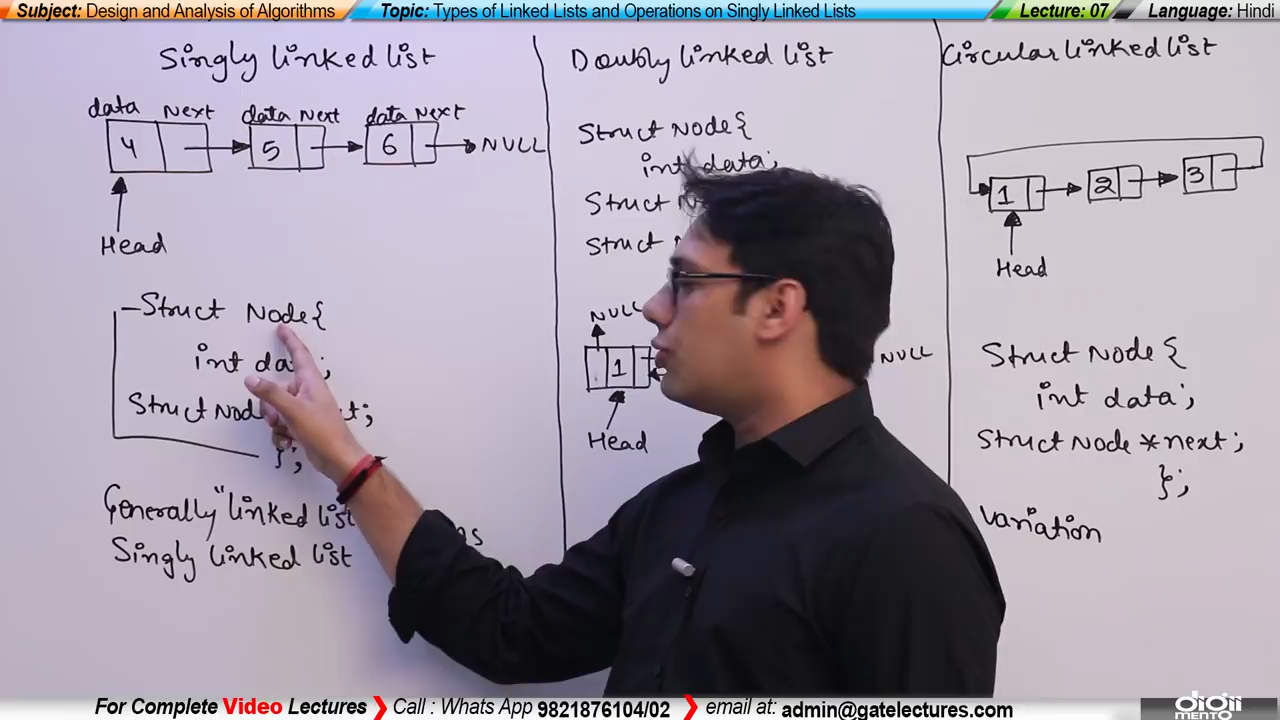 Subject: Design and Analysis of Algorithms
Topic: Types of Linked Lists and Operations on Singly Linked Lists
Lecture: 07
Language: Hindi
Singly linked list
data Next data Next data Next
4 5 6 NULL
Head
Struct Node{
int da ;
Struct Nod t;
};
Generally "linked list
Singly linked list
Doubly linked list
Struct Node{
int data;
Struct
Struct
NULL
1 NULL
Head
Circular linked list
1 2 3
Head
Struct Node{
int data;
Struct Node *next;
};
Variation
For Complete Video Lectures ❯ Call : Whats App 9821876104/02 ❯ email at: admin@gatelectures.com
digii
mento